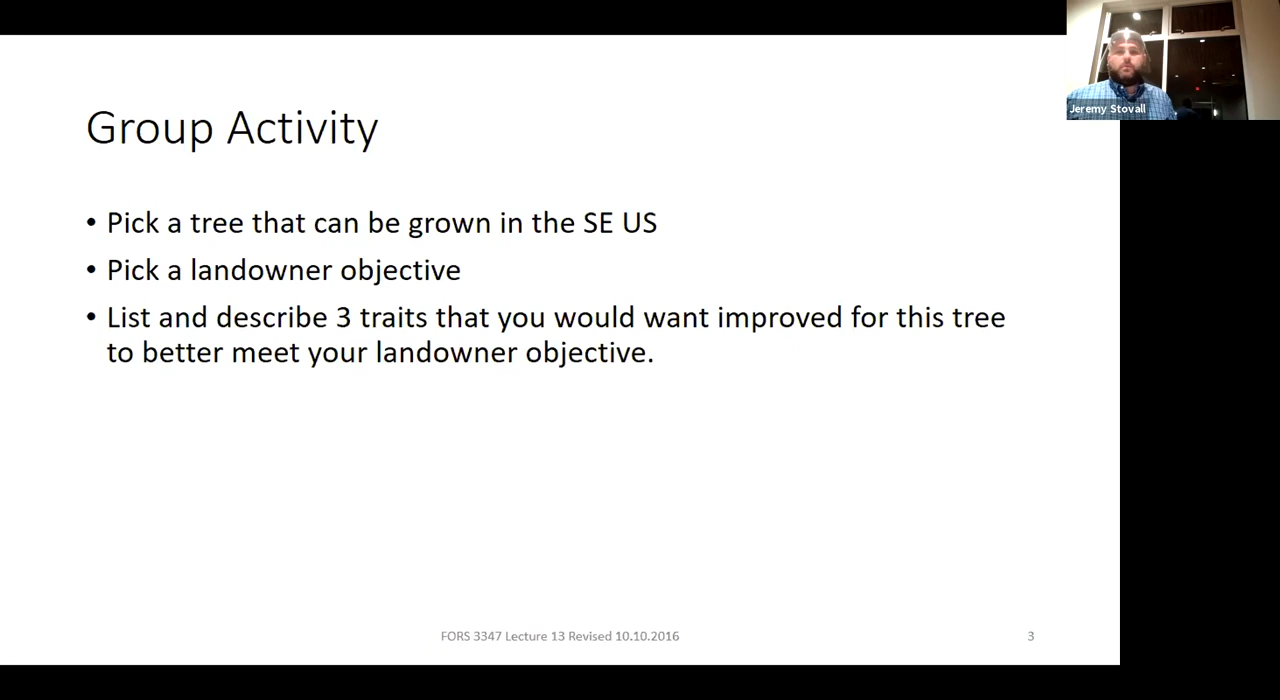 Jeremy Stovall
Group Activity
• Pick a tree that can be grown in the SE US
• Pick a landowner objective
• List and describe 3 traits that you would want improved for this tree
to better meet your landowner objective.
FORS 3347 Lecture 13 Revised 10.10.2016
3